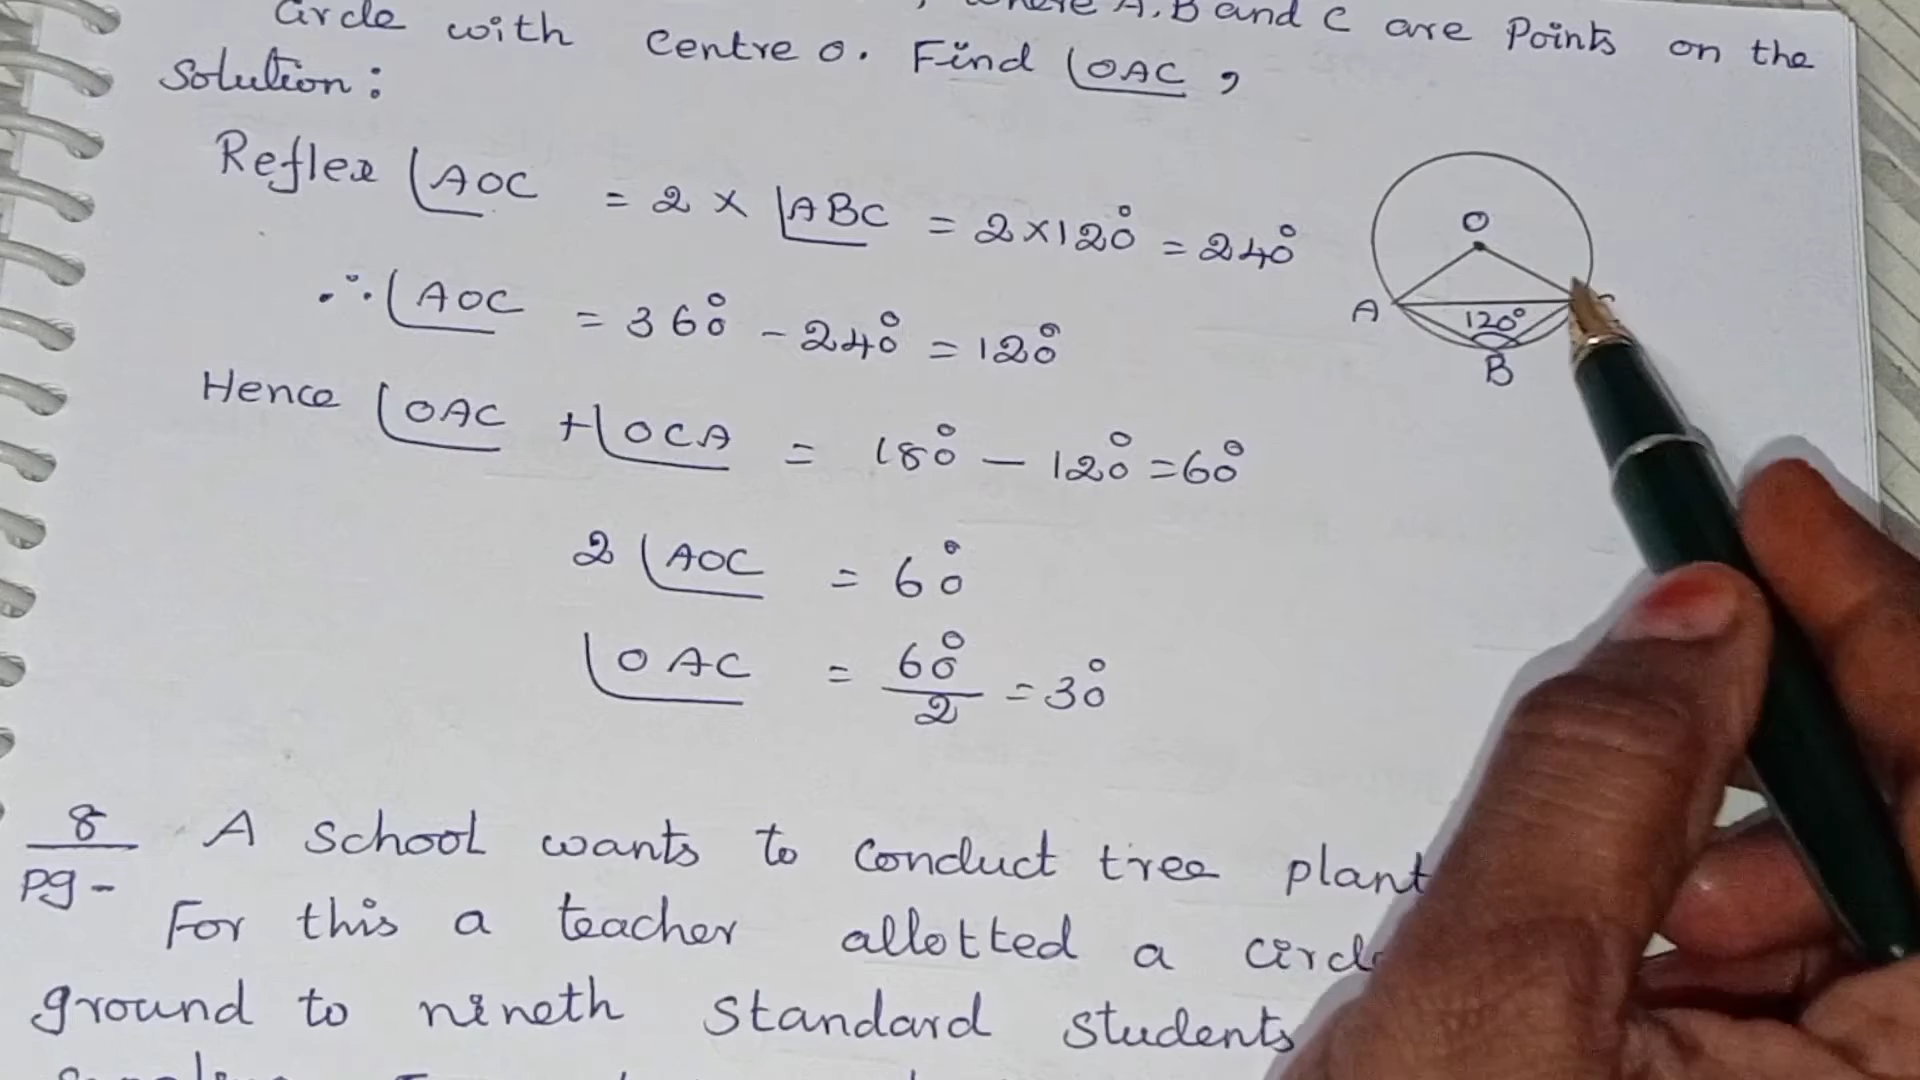 Circle with Centre O. Find ∠OAC, where A, B and C are Points on the
Solution:
Reflex ∠AOC = 2 × ∠ABC = 2×120° = 240°
∴ ∠AOC = 360° - 240° = 120°
Hence ∠OAC + ∠OCA = 180° - 120° = 60°
2 ∠AOC = 60°
∠OAC = 60°/2 = 30°
O
A
120°
B
8
Pg-
A school wants to conduct tree plant
For this a teacher allotted a circ
ground to nineth standard students